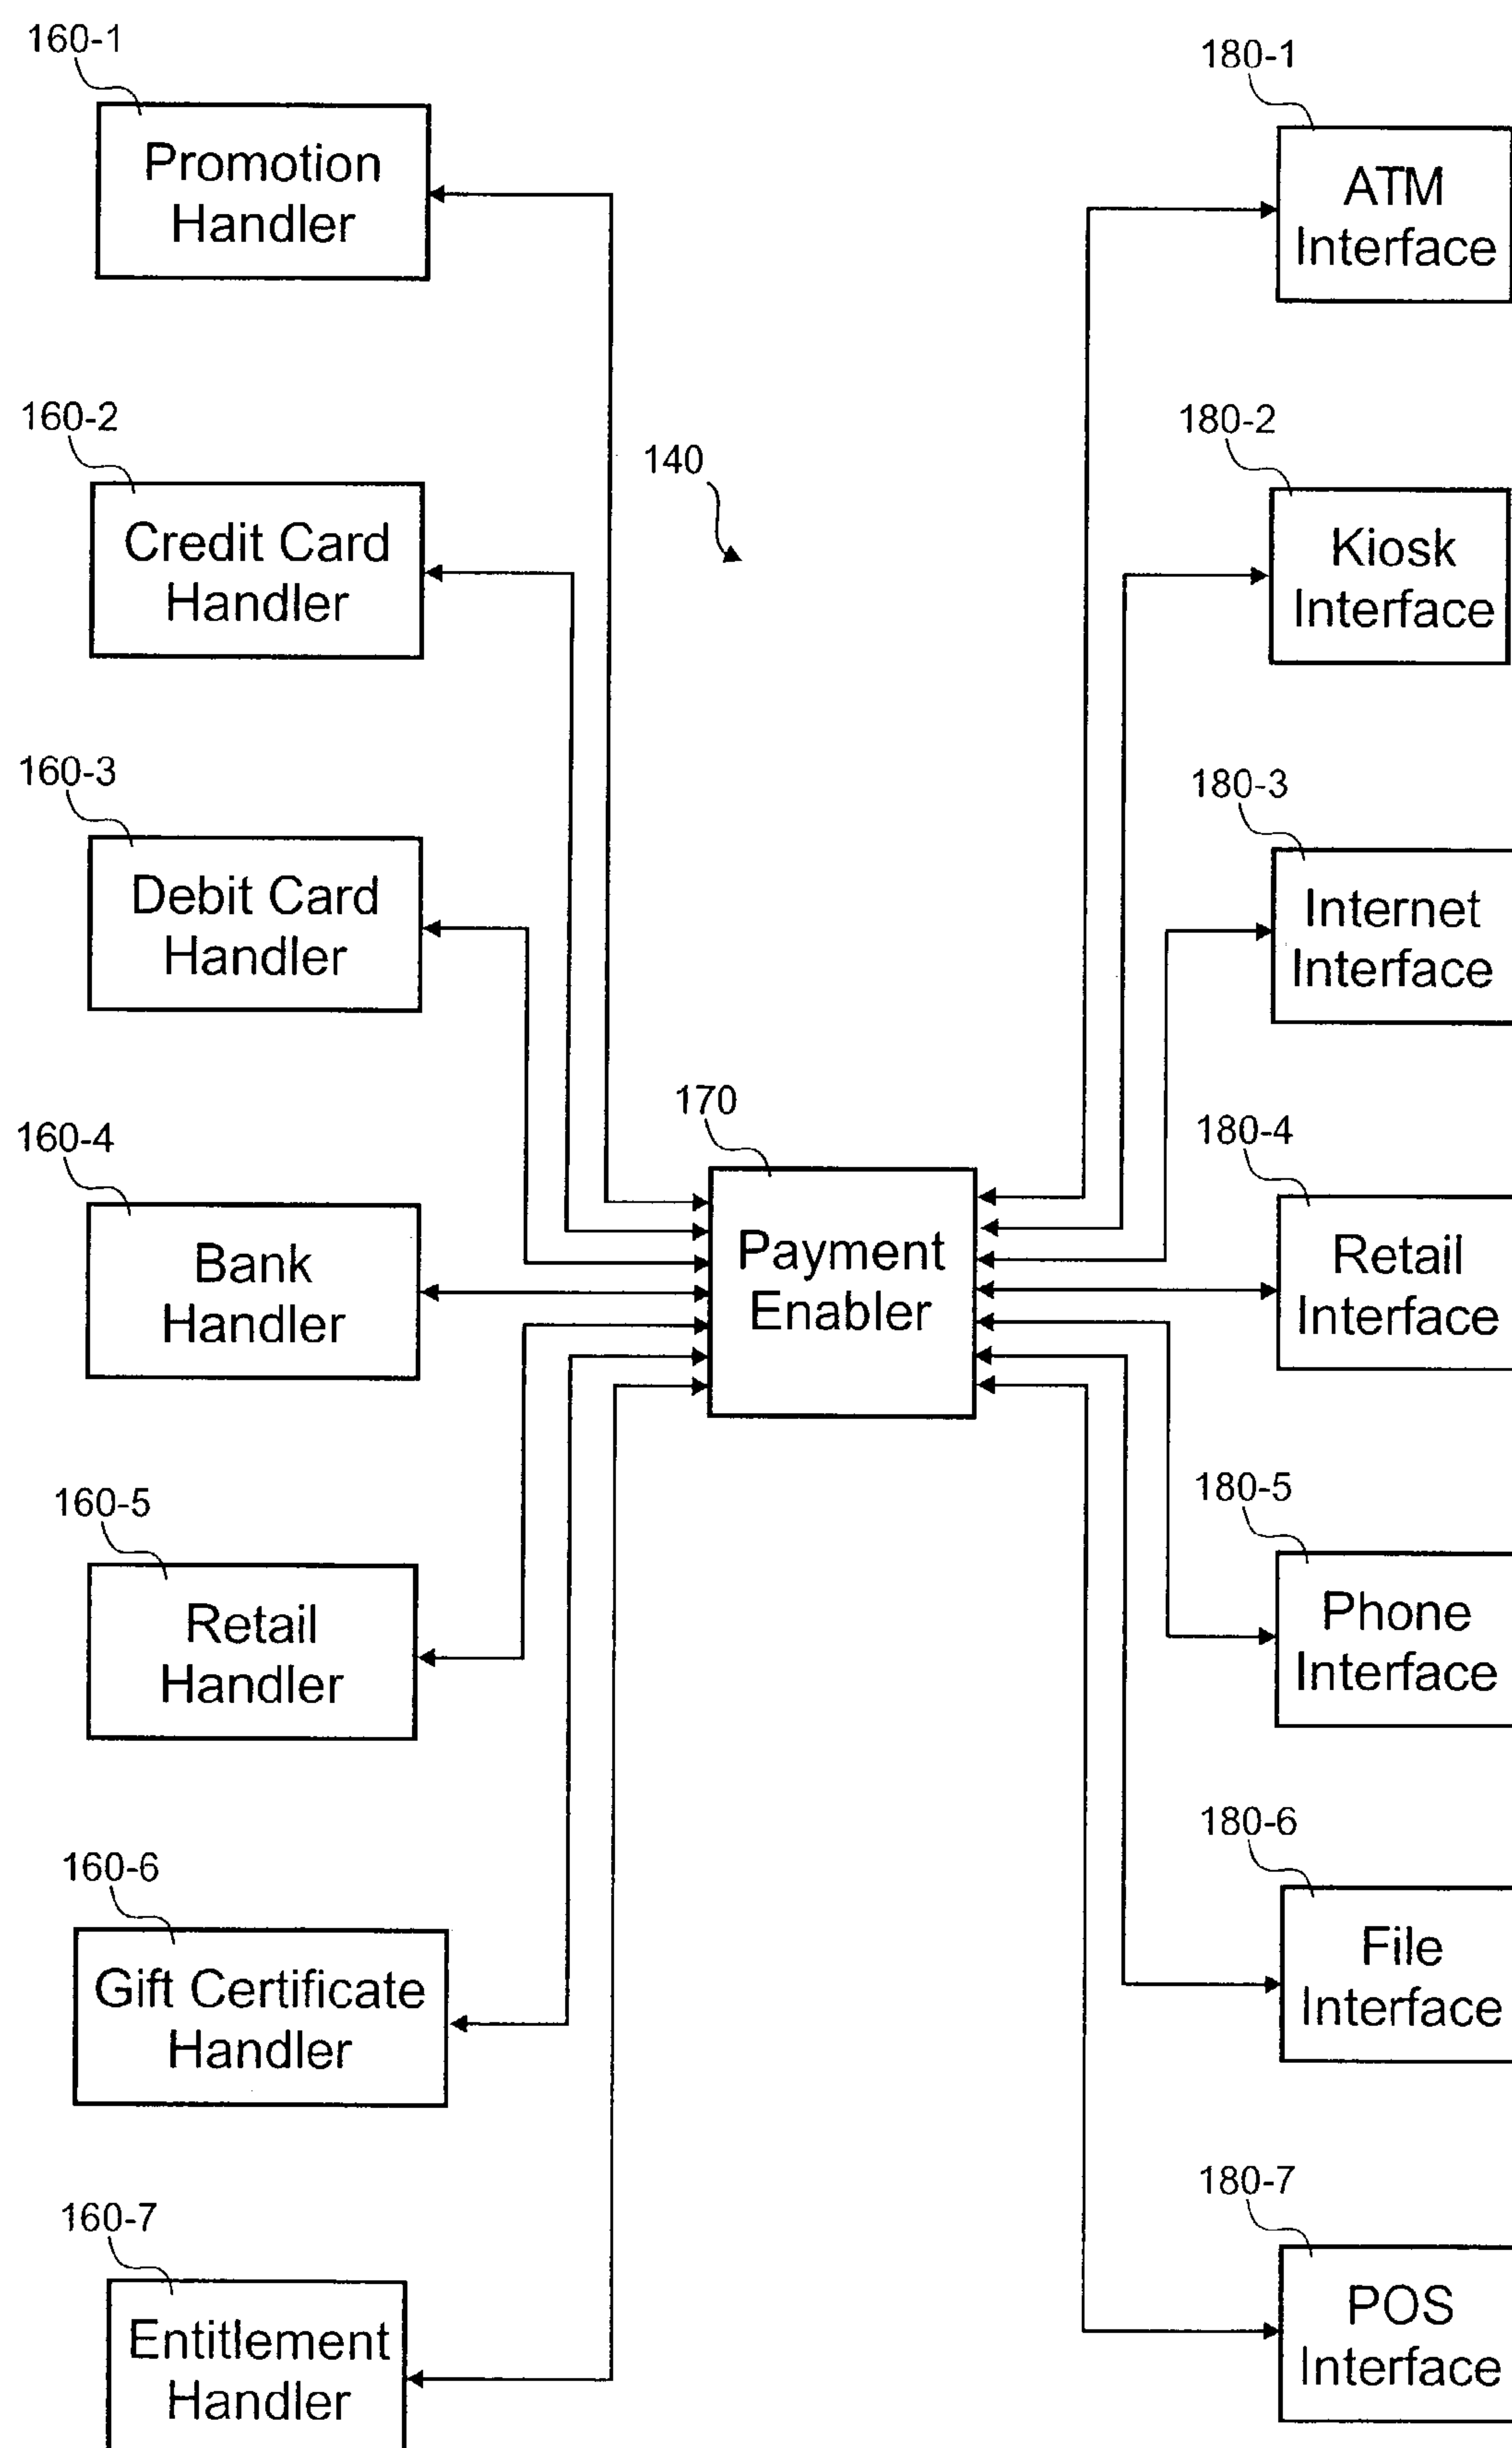 160-1
Promotion
Handler
160-2
Credit Card
Handler
160-3
Debit Card
Handler
160-4
Bank
Handler
160-5
Retail
Handler
160-6
Gift Certificate
Handler
160-7
Entitlement
Handler
140
170
Payment
Enabler
180-1
ATM
Interface
180-2
Kiosk
Interface
180-3
Internet
Interface
180-4
Retail
Interface
180-5
Phone
Interface
180-6
File
Interface
180-7
POS
Interface